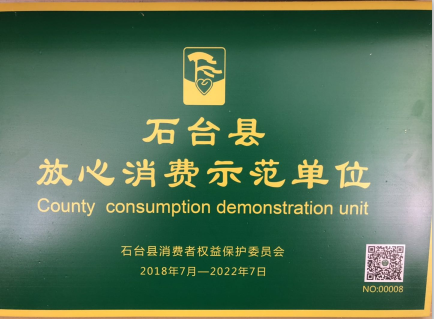 石台县
放心消费示范单位
County consumption demonstration unit
石台县消费者权益保护委员会
2018年7月—2022年7日
NO:00008